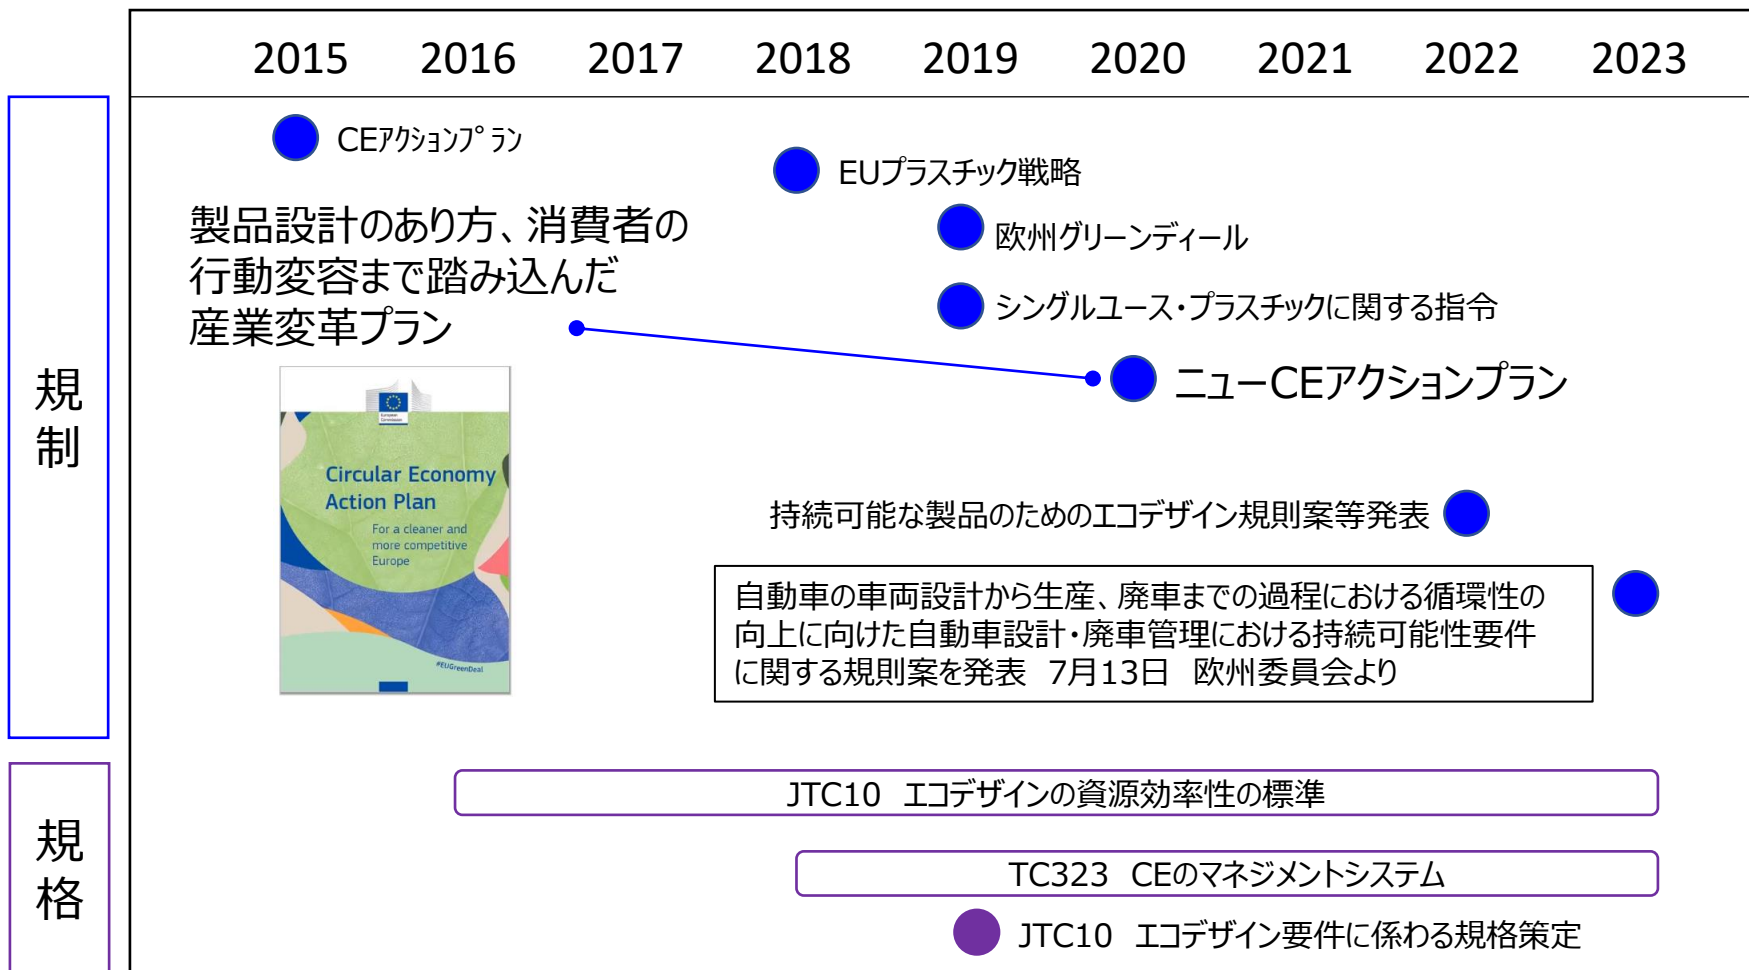 2015 2016 2017 2018 2019 2020 2021 2022 2023
規制
CEアクションプラン
EUプラスチック戦略
製品設計のあり方、消費者の
行動変容まで踏み込んだ
産業変革プラン
欧州グリーンディール
シングルユース・プラスチックに関する指令
ニューCEアクションプラン
European
Commission
Circular Economy
Action Plan
For a cleaner and
more competitive
Europe
#EUGreenDeal
持続可能な製品のためのエコデザイン規則案等発表
自動車の車両設計から生産、廃車までの過程における循環性の
向上に向けた自動車設計・廃車管理における持続可能性要件
に関する規則案を発表 7月13日 欧州委員会より
規格
JTC10 エコデザインの資源効率性の標準
TC323 CEのマネジメントシステム
JTC10 エコデザイン要件に係わる規格策定